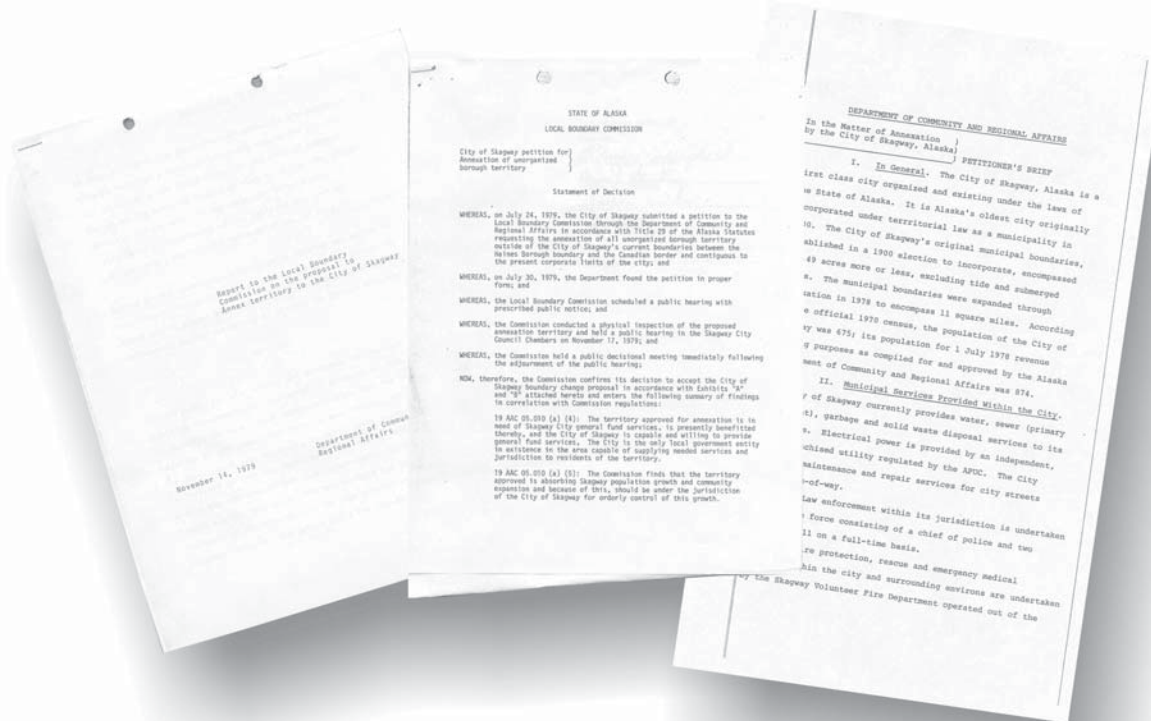 Report to the Local Boundary
Commission on the proposal to
Annex territory to the City of Skagway
Department of Commun
Regional Affairs
November 14, 1979
STATE OF ALASKA
LOCAL BOUNDARY COMMISSION
City of Skagway petition for)
Annexation of unorganized )
borough territory )
Statement of Decision
WHEREAS, on July 24, 1979, the City of Skagway submitted a petition to the
Local Boundary Commission through the Department of Community and
Regional Affairs in accordance with Title 29 of the Alaska Statutes
requesting the annexation of all unorganized borough territory
outside of the City of Skagway's current boundaries between the
Haines Borough boundary and the Canadian border and contiguous to
the present corporate limits of the city; and
WHEREAS, on July 30, 1979, the Department found the petition in proper
form; and
WHEREAS, the Local Boundary Commission scheduled a public hearing with
prescribed public notice; and
WHEREAS, the Commission conducted a physical inspection of the proposed
annexation territory and held a public hearing in the Skagway City
Council Chambers on November 17, 1979; and
WHEREAS, the Commission held a public decisional meeting immediately following
the adjournment of the public hearing;
NOW, therefore, the Commission confirms its decision to accept the City of
Skagway boundary change proposal in accordance with Exhibits "A"
and "B" attached hereto and enters the following summary of findings
in correlation with Commission regulations:
19 AAC 05.010 (a) (4): The territory approved for annexation is in
need of Skagway City general fund services, is presently benefitted
thereby, and the City of Skagway is capable and willing to provide
general fund services. The City is the only local government entity
in existence in the area capable of supplying needed services and
jurisdiction to residents of the territory.
19 AAC 05.010 (a) (5): The Commission finds that the territory
approved is absorbing Skagway population growth and community
expansion and because of this, should be under the jurisdiction
of the City of Skagway for orderly control of this growth.
DEPARTMENT OF COMMUNITY AND REGIONAL AFFAIRS
In the Matter of Annexation )
by the City of Skagway, Alaska)
) PETITIONER'S BRIEF
I. In General. The City of Skagway, Alaska is a
irst class city organized and existing under the laws of
e State of Alaska. It is Alaska's oldest city originally
corporated under terrritorial law as a municipality in
0. The City of Skagway's original municipal boundaries,
ablished in a 1900 election to incorporate, encompassed
49 acres more or less, excluding tide and submerged
s. The municipal boundaries were expanded through
xation in 1978 to encompass 11 square miles. According
e official 1970 census, the population of the City of
ay was 675; its population for 1 July 1978 revenue
g purposes as compiled for and approved by the Alaska
ment of Community and Regional Affairs was 874.
II. Municipal Services Provided Within the City.
y of Skagway currently provides water, sewer (primary
nt), garbage and solid waste disposal services to its
s. Electrical power is provided by an independent,
chised utility regulated by the APUC. The City
maintenance and repair services for city streets
-of-way.
Law enforcement within its jurisdiction is undertaken
force consisting of a chief of police and two
ll on a full-time basis.
re protection, rescue and emergency medical
hin the city and surrounding environs are undertaken
by the Skagway Volunteer Fire Department operated out of the